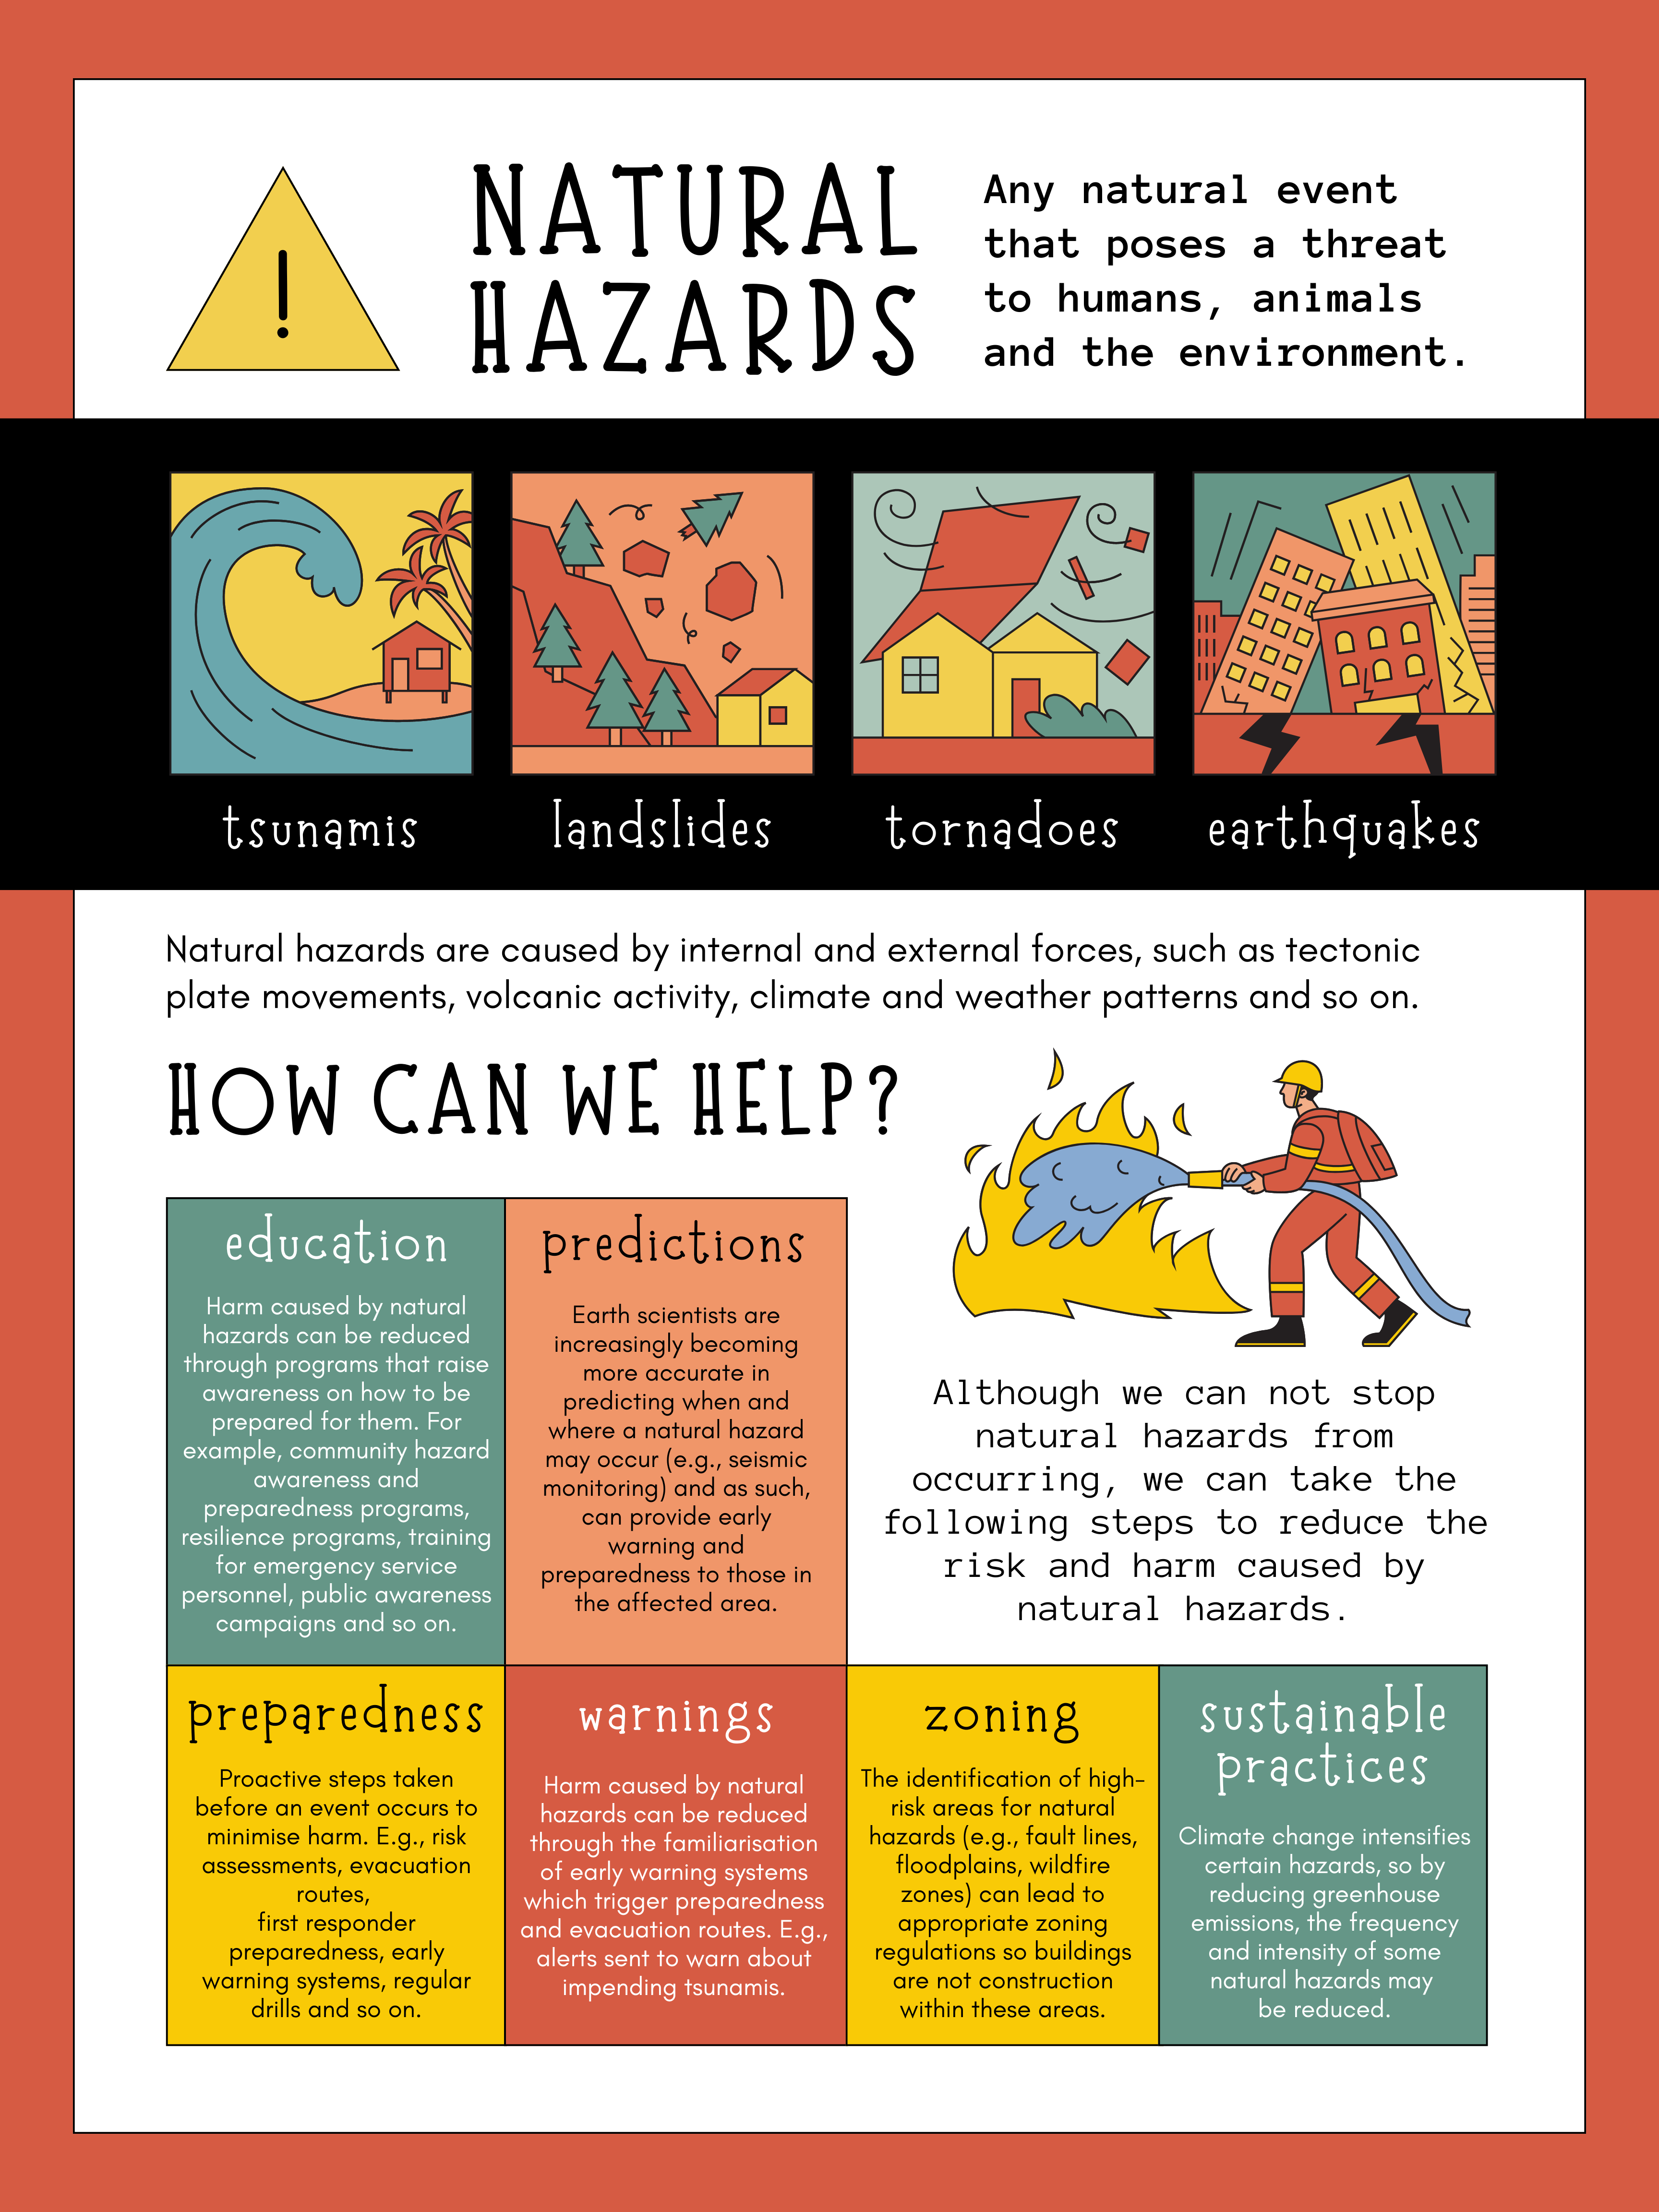 !
NATURAL
HAZARDS
Any natural event
that poses a threat
to humans, animals
and the environment.
tsunamis
landslides
tornadoes
earthquakes
Natural hazards are caused by internal and external forces, such as tectonic
plate movements, volcanic activity, climate and weather patterns and so on.
HOW CAN WE HELP?
education
Harm caused by natural
hazards can be reduced
through programs that raise
awareness on how to be
prepared for them. For
example, community hazard
awareness and
preparedness programs,
resilience programs, training
for emergency service
personnel, public awareness
campaigns and so on.
predictions
Earth scientists are
increasingly becoming
more accurate in
predicting when and
where a natural hazard
may occur (e.g., seismic
monitoring) and as such,
can provide early
warning and
preparedness to those in
the affected area.
Although we can not stop
natural hazards from
occurring, we can take the
following steps to reduce the
risk and harm caused by
natural hazards.
preparedness
Proactive steps taken
before an event occurs to
minimise harm. E.g., risk
assessments, evacuation
routes,
first responder
preparedness, early
warning systems, regular
drills and so on.
warnings
Harm caused by natural
hazards can be reduced
through the familiarisation
of early warning systems
which trigger preparedness
and evacuation routes. E.g.,
alerts sent to warn about
impending tsunamis.
zoning
The identification of high-
risk areas for natural
hazards (e.g., fault lines,
floodplains, wildfire
zones) can lead to
appropriate zoning
regulations so buildings
are not construction
within these areas.
sustainable
practices
Climate change intensifies
certain hazards, so by
reducing greenhouse
emissions, the frequency
and intensity of some
natural hazards may
be reduced.